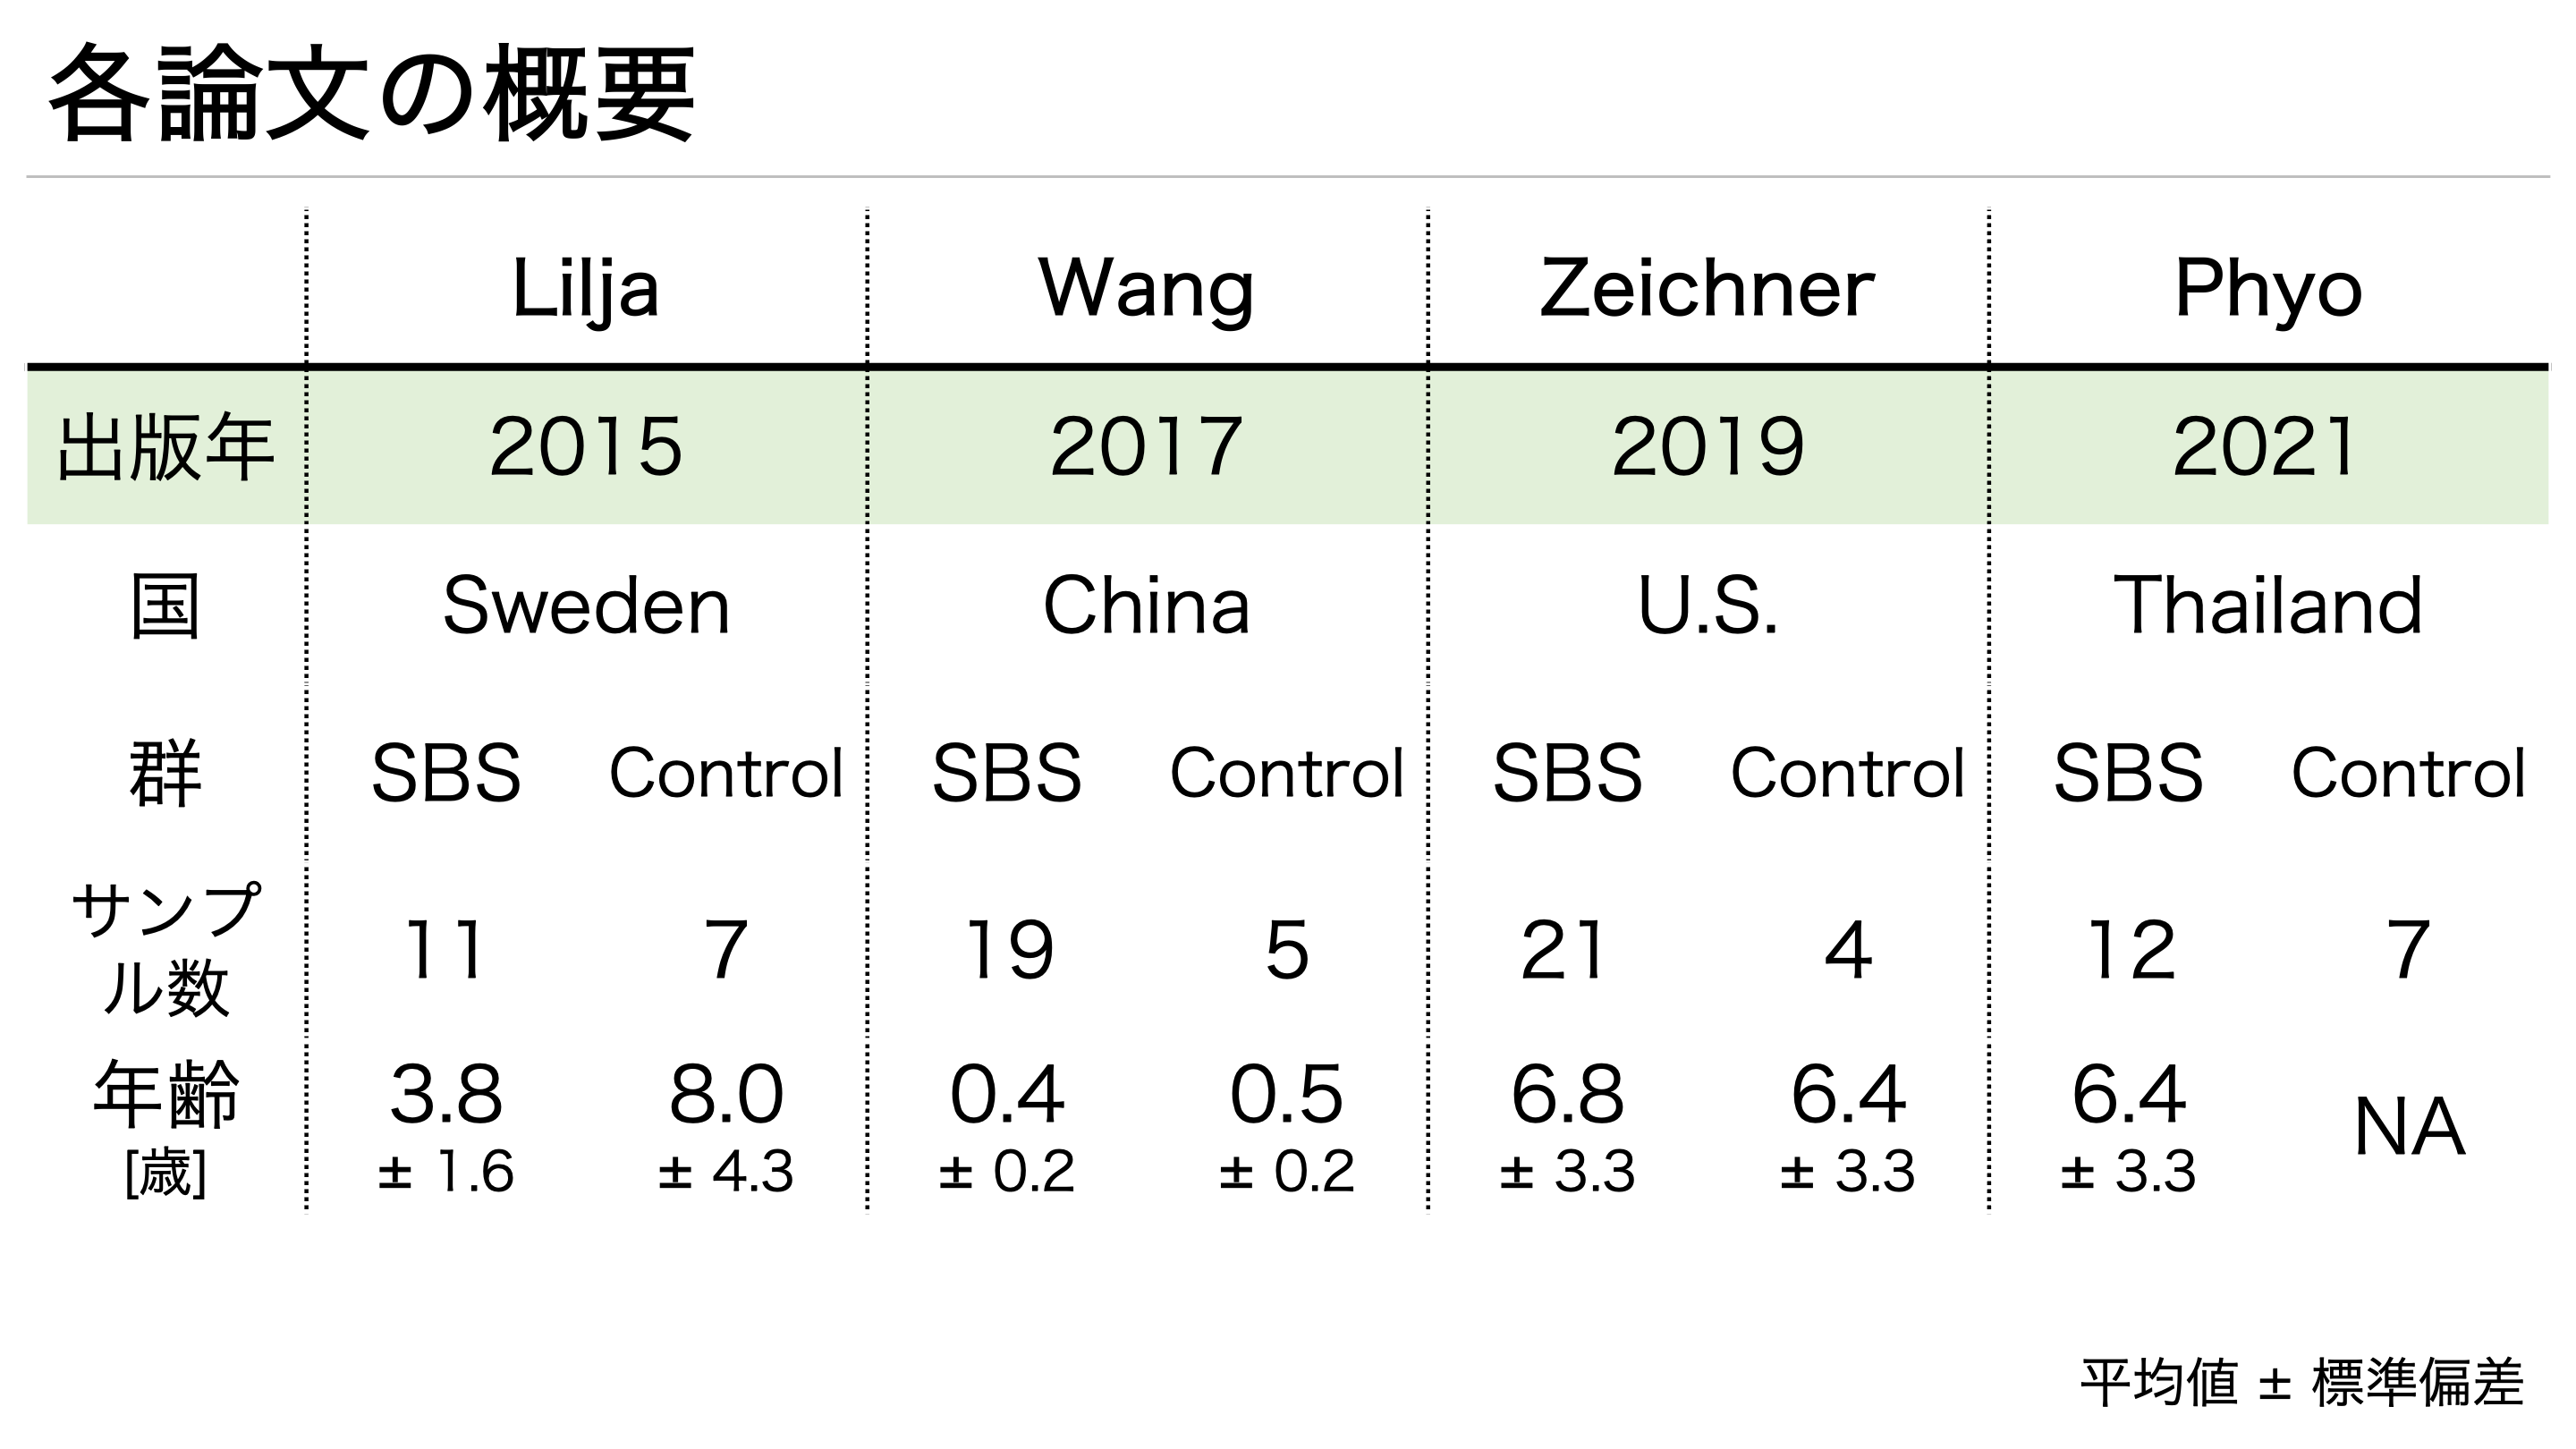 各論文の概要
Lilja Wang Zeichner Phyo
出版年 2015 2017 2019 2021
国 Sweden China U.S. Thailand
群 SBS Control SBS Control SBS Control SBS Control
サンプ
ル数 11 7 19 5 21 4 12 7
年齢 3.8 8.0 0.4 0.5 6.8 6.4 6.4 NA
[歳] ± 1.6 ± 4.3 ± 0.2 ± 0.2 ± 3.3 ± 3.3 ± 3.3
平均値 ± 標準偏差